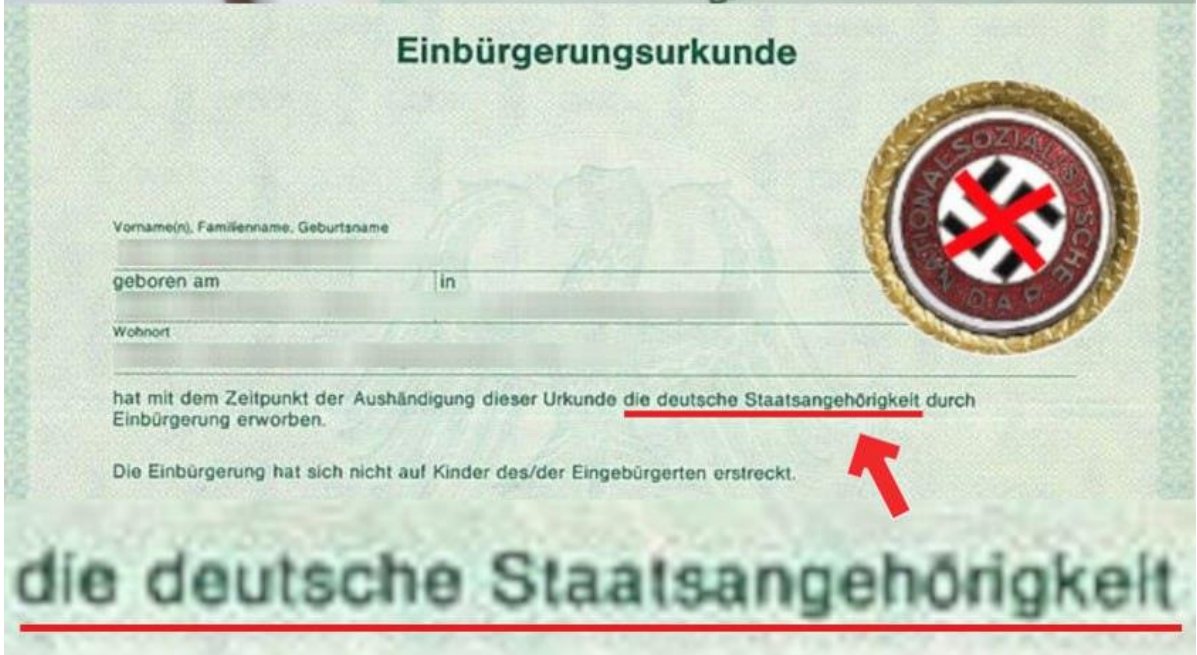 Einbürgerungsurkunde
NATIONALSOZIALISTISCHE
D.A.P.
Vorname(n), Familienname, Geburtsname
geboren am in
Wohnort
hat mit dem Zeitpunkt der Aushändigung dieser Urkunde die deutsche Staatsangehörigkeit durch
Einbürgerung erworben.
Die Einbürgerung hat sich nicht auf Kinder des/der Eingebürgerten erstreckt.
die deutsche Staatsangehörigkeit